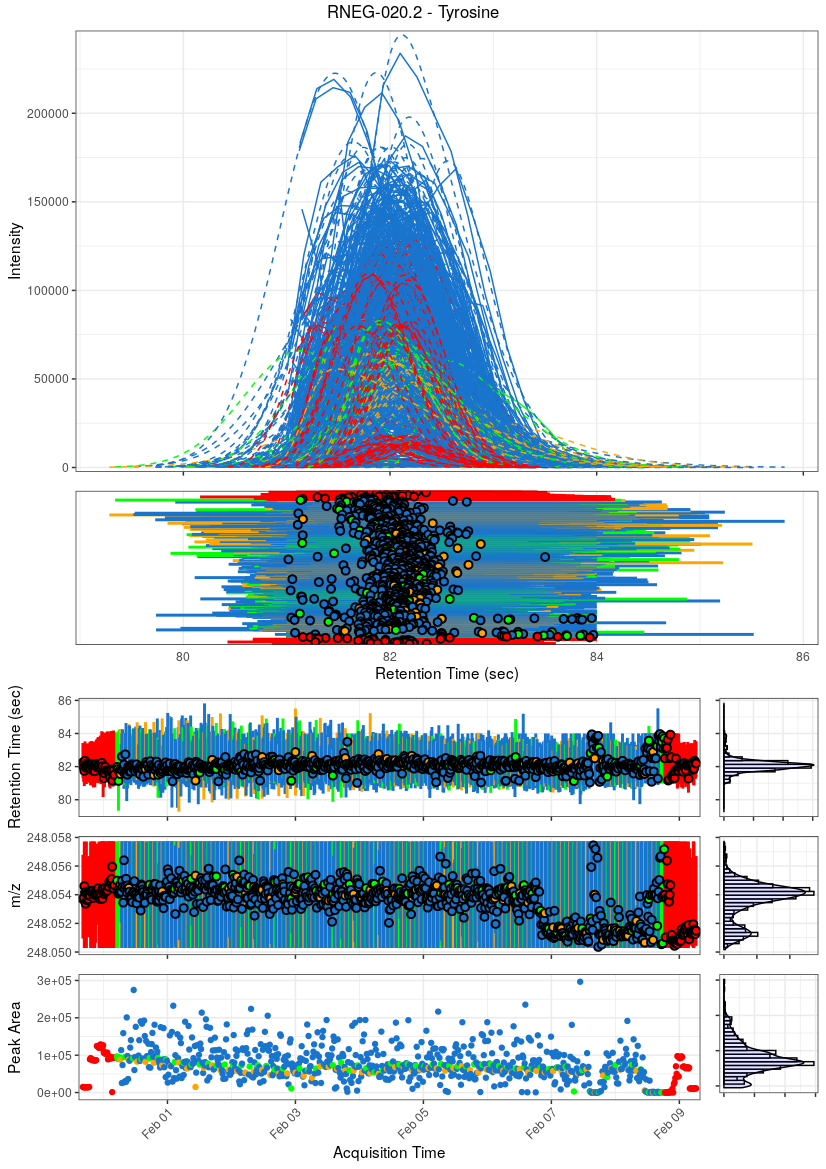 RNEG-020.2 - Tyrosine
Intensity
200000
150000
100000
50000
0
80
82
84
86
Retention Time (sec)
Retention Time (sec)
86
84
82
80
m/z
248.058
248.056
248.054
248.052
248.050
Peak Area
3e+05
2e+05
1e+05
0e+00
Feb 01
Feb 03
Feb 05
Feb 07
Feb 09
Acquisition Time